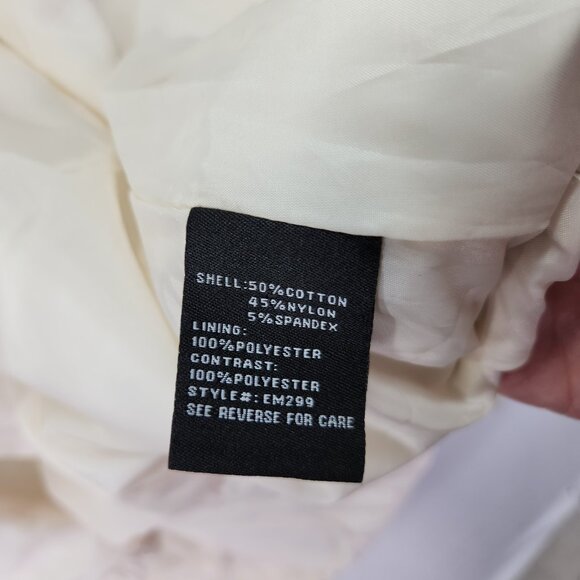 SHELL:50%COTTON
45%NYLON
5%SPANDEX
LINING:
100%POLYESTER
CONTRAST:
100%POLYESTER
STYLE#:EM299
SEE REVERSE FOR CARE